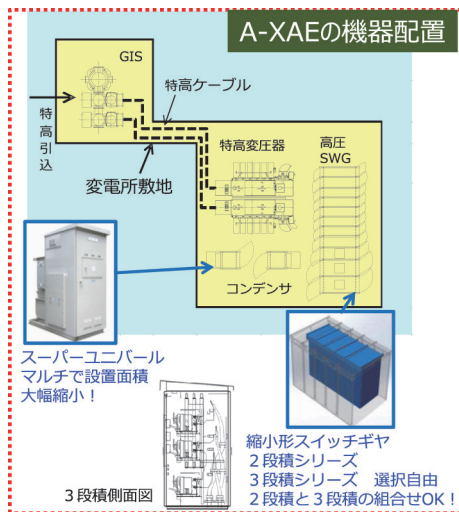 A-XAEの機器配置
GIS
特高ケーブル
特高引込
特高変圧器
高圧
SWG
変電所敷地
コンデンサ
スーパーユニバール
マルチで設置面積
大幅縮小！
縮小形スイッチギヤ
２段積シリーズ
３段積シリーズ　選択自由
２段積と３段積の組合せOK！
３段積側面図